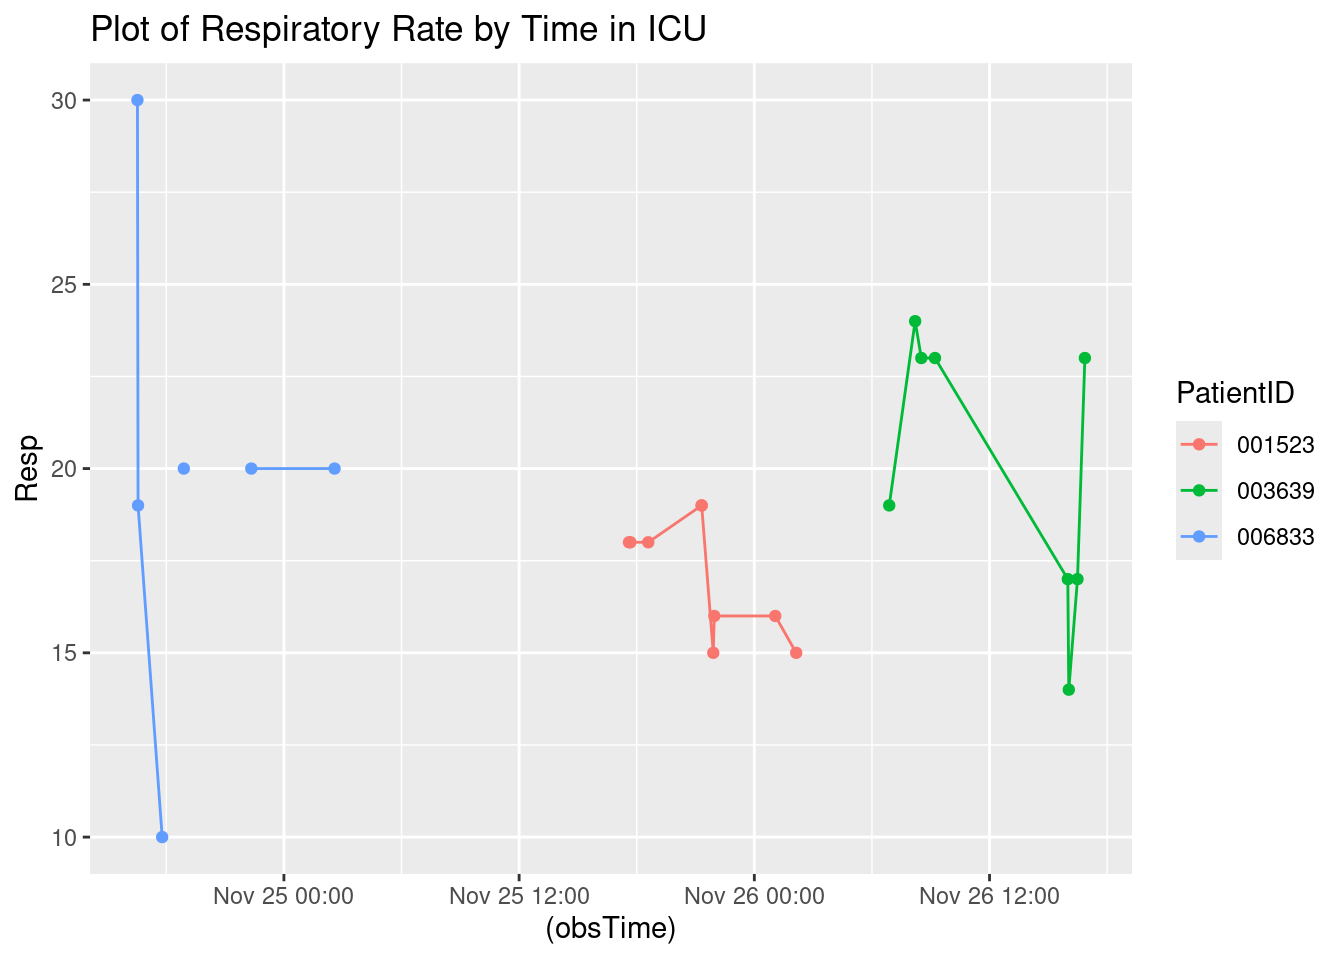 Plot of Respiratory Rate by Time in ICU
30
25
20
15
10
Resp
Nov 25 00:00
Nov 25 12:00
Nov 26 00:00
Nov 26 12:00
(obsTime)
PatientID
001523
003639
006833